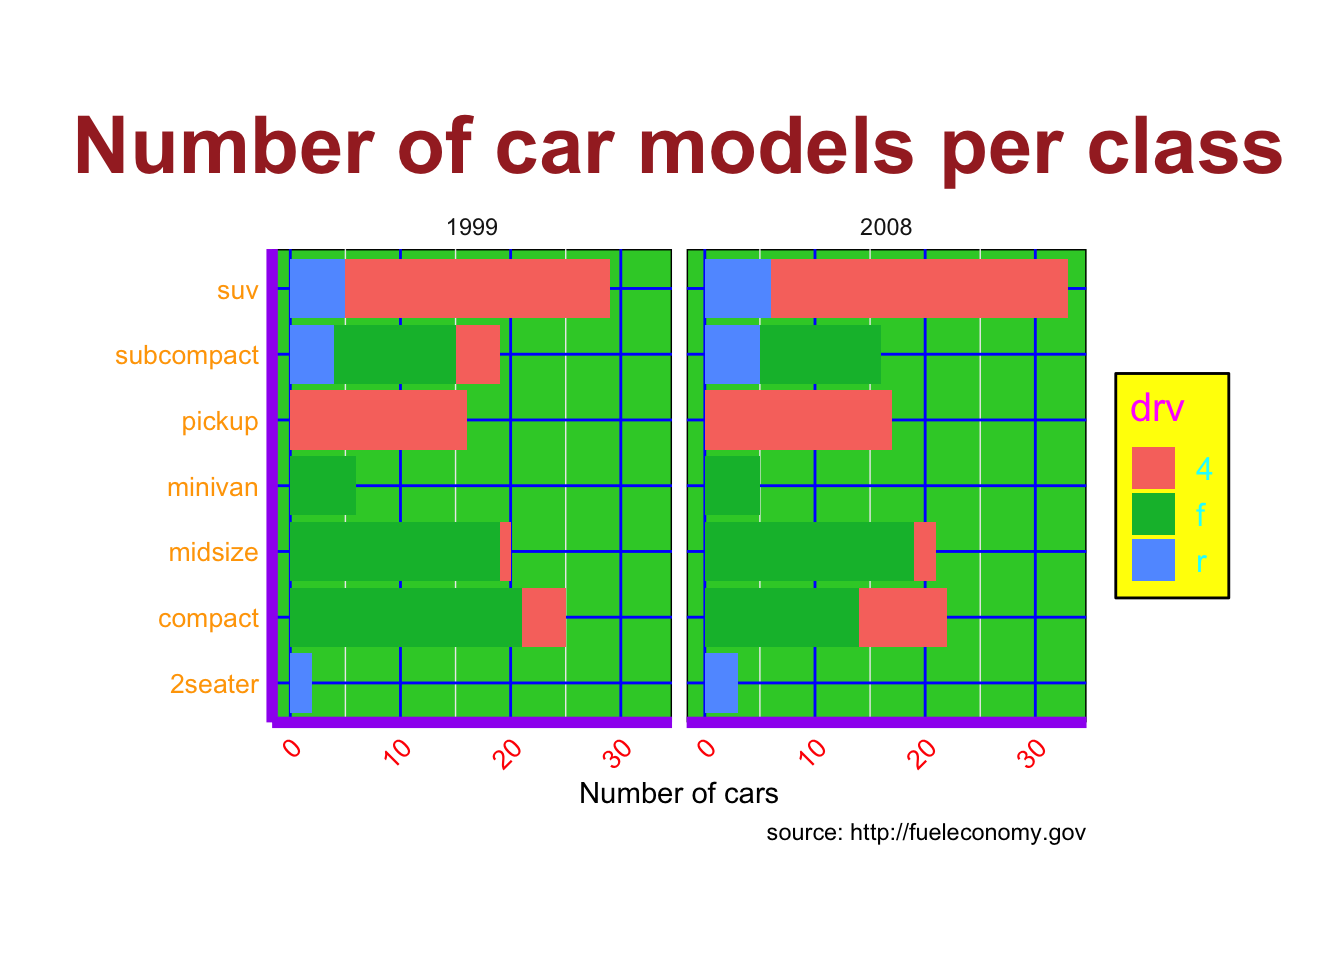 Number of car models per class
1999
2008
suv
subcompact
pickup
minivan
midsize
compact
2seater
0 10 20 30
0 10 20 30
Number of cars
source: http://fueleconomy.gov
drv
4
f
r